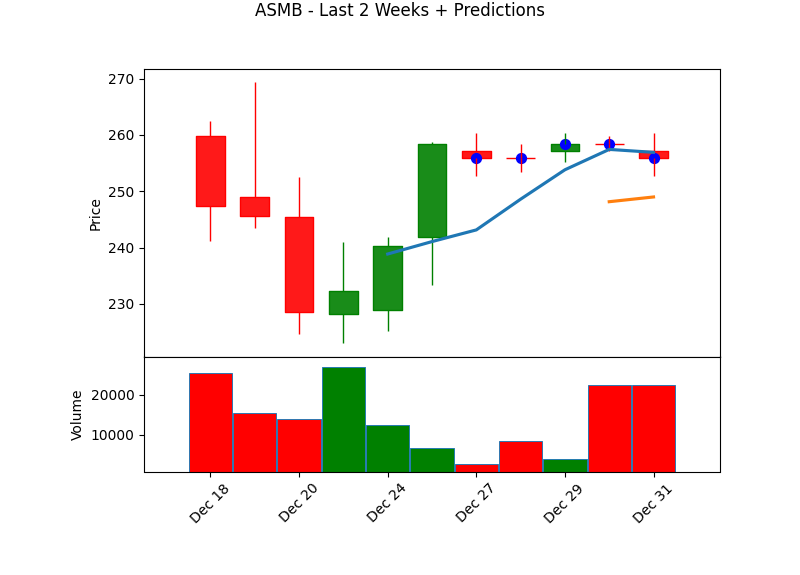 ASMB - Last 2 Weeks + Predictions
270
260
250
240
230
Price
20000
10000
Volume
Dec 18
Dec 20
Dec 24
Dec 27
Dec 29
Dec 31